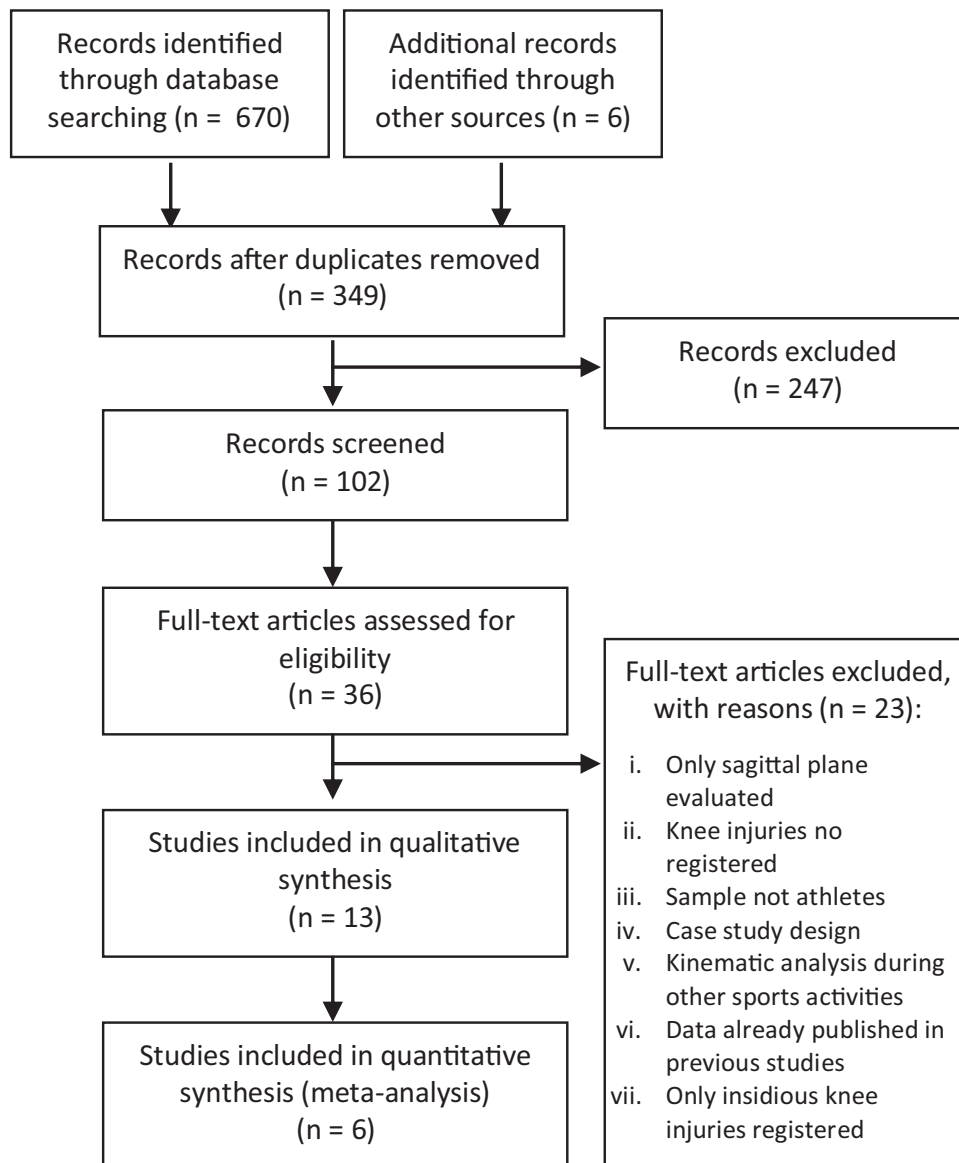 Records identified
through database
searching (n = 670)
Additional records
identified through
other sources (n = 6)
Records after duplicates removed
(n = 349)
Records excluded
(n = 247)
Records screened
(n = 102)
Full-text articles assessed for
eligibility
(n = 36)
Full-text articles excluded,
with reasons (n = 23):
i. Only sagittal plane
evaluated
ii. Knee injuries no
registered
iii. Sample not athletes
iv. Case study design
v. Kinematic analysis during
other sports activities
vi. Data already published in
previous studies
vii. Only insidious knee
injuries registered
Studies included in qualitative
synthesis
(n = 13)
Studies included in quantitative
synthesis (meta-analysis)
(n = 6)